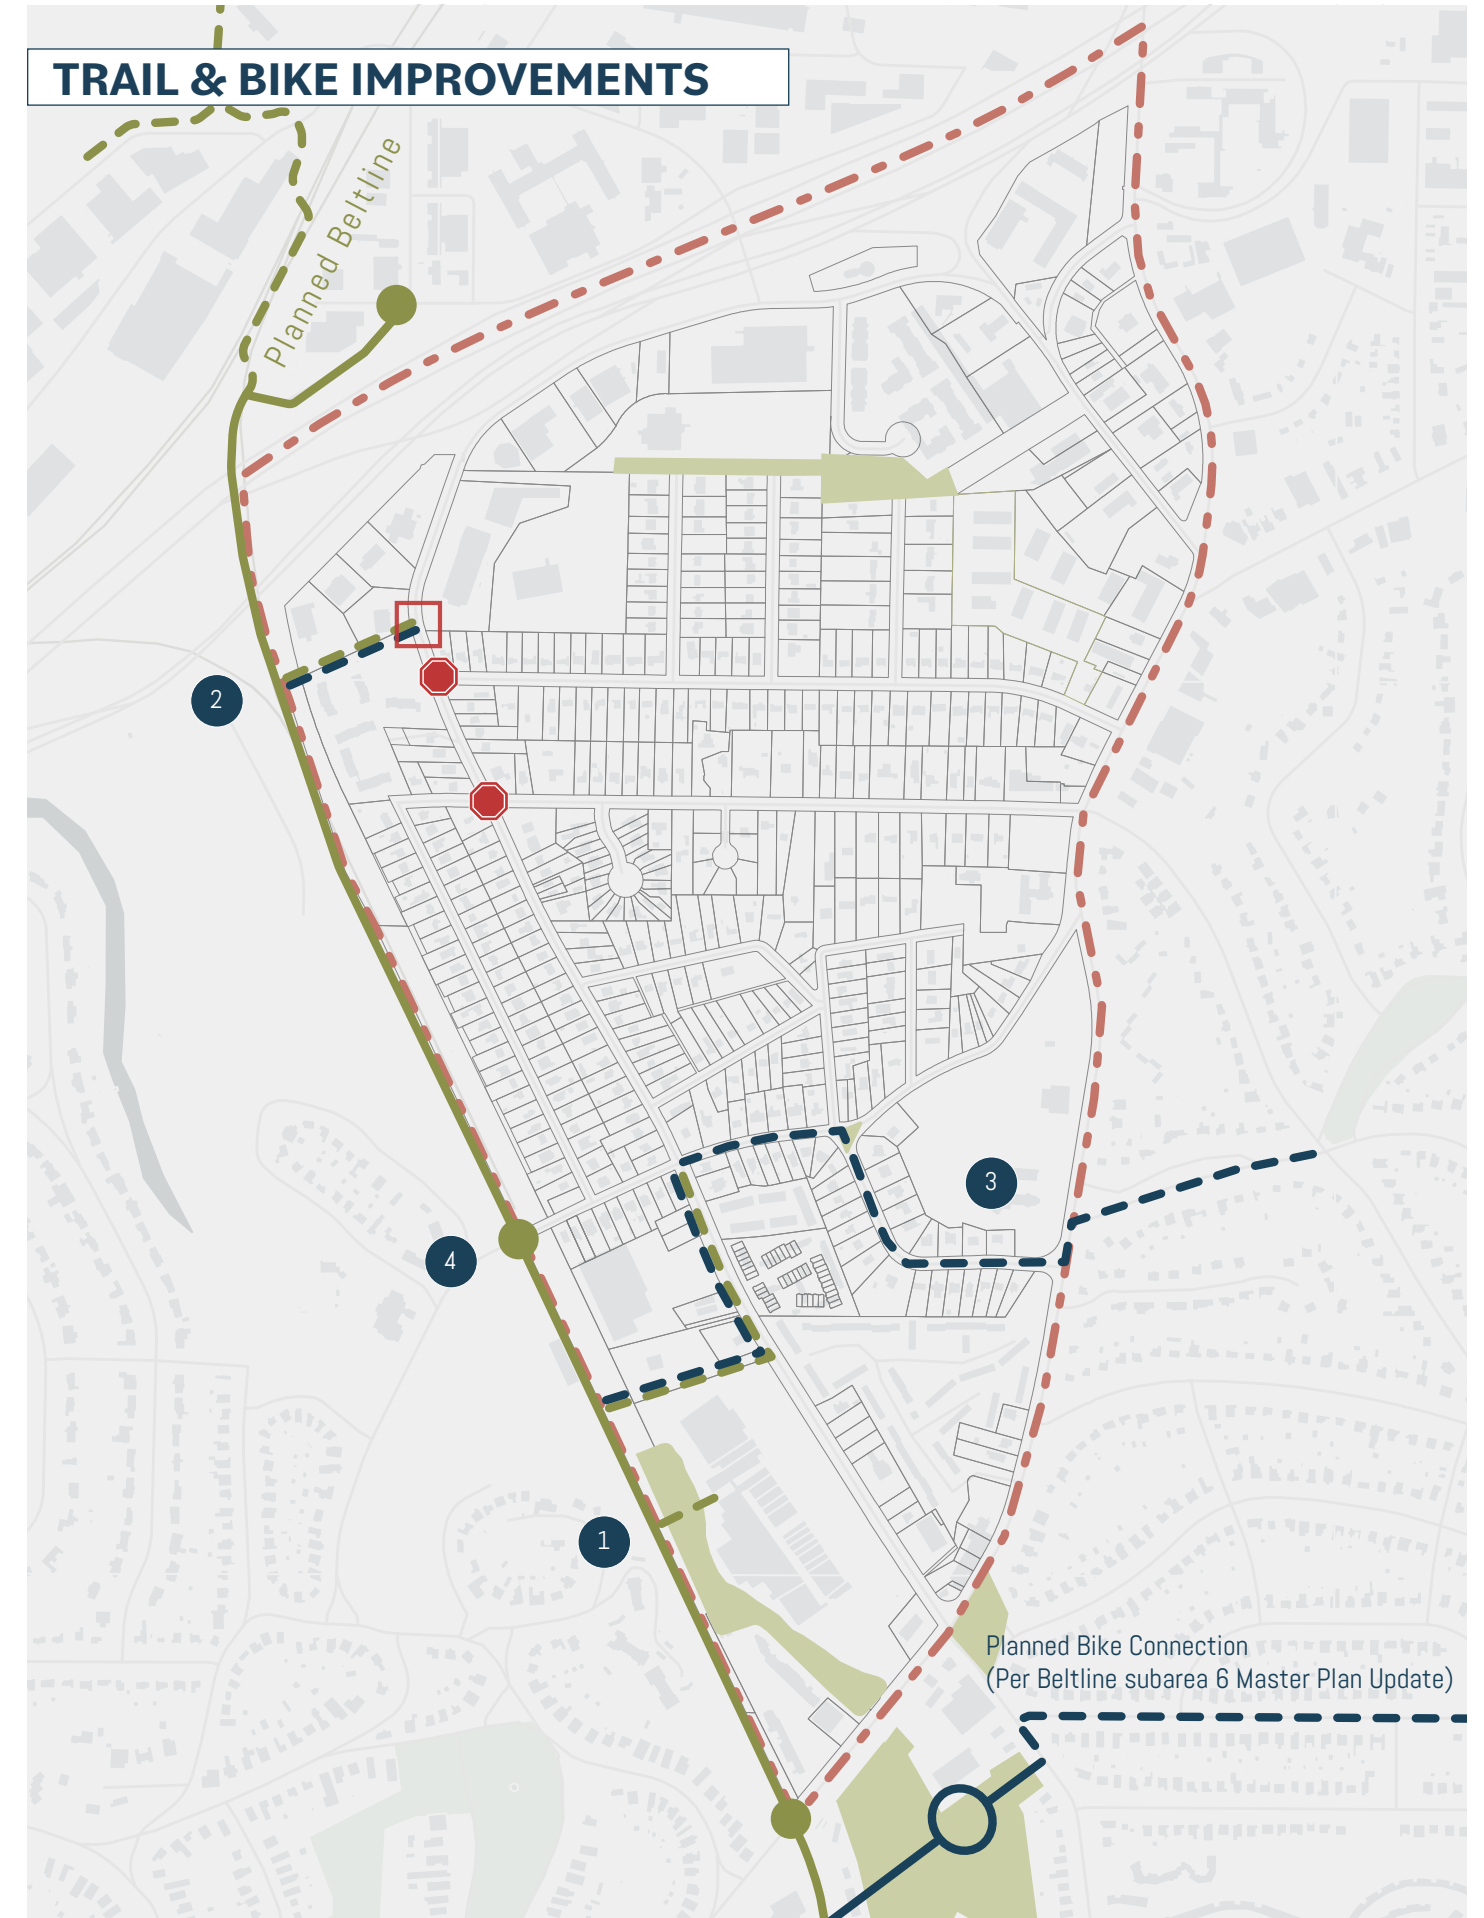 TRAIL & BIKE IMPROVEMENTS
Planned Beltline
2
3
4
1
Planned Bike Connection
(Per Beltline subarea 6 Master Plan Update)